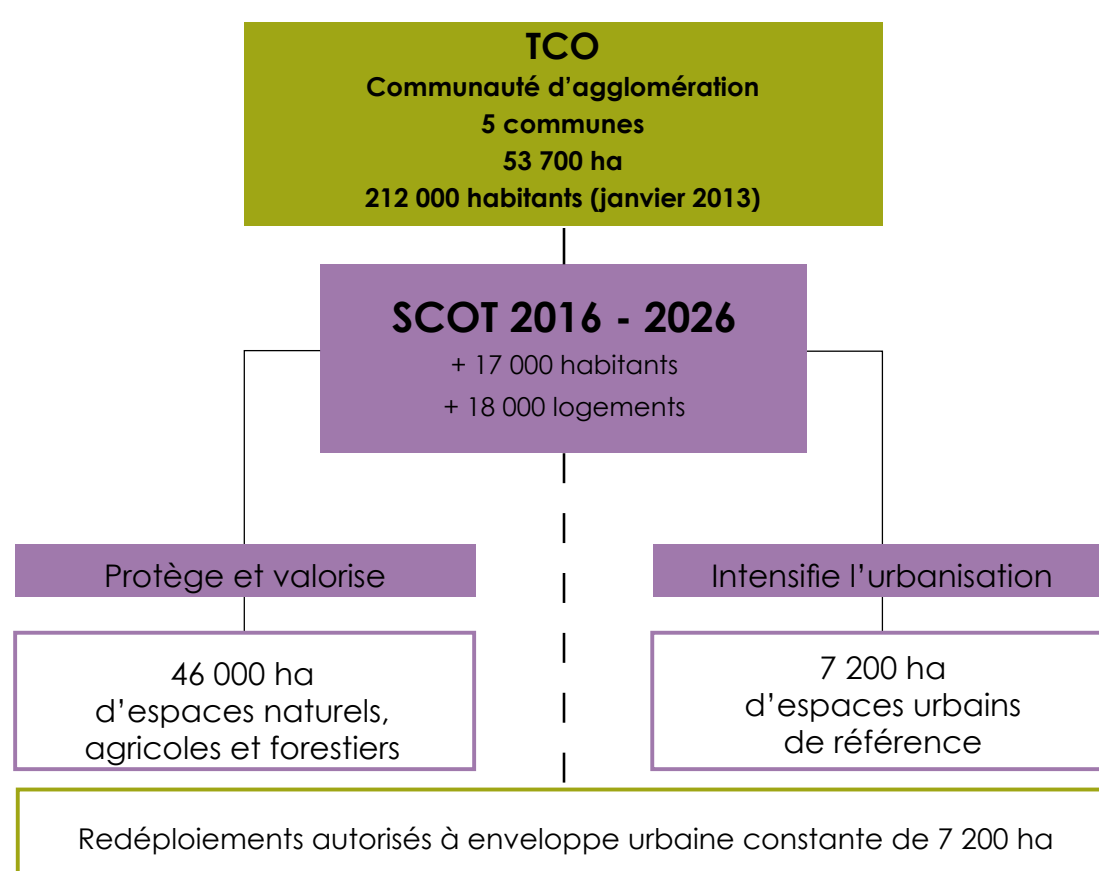 TCO
Communauté d'agglomération
5 communes
53 700 ha
212 000 habitants (janvier 2013)
SCOT 2016 - 2026
+ 17 000 habitants
+ 18 000 logements
Protège et valorise
Intensifie l'urbanisation
46 000 ha
d'espaces naturels,
agricoles et forestiers
7 200 ha
d'espaces urbains
de référence
Redéploiements autorisés à enveloppe urbaine constante de 7 200 ha